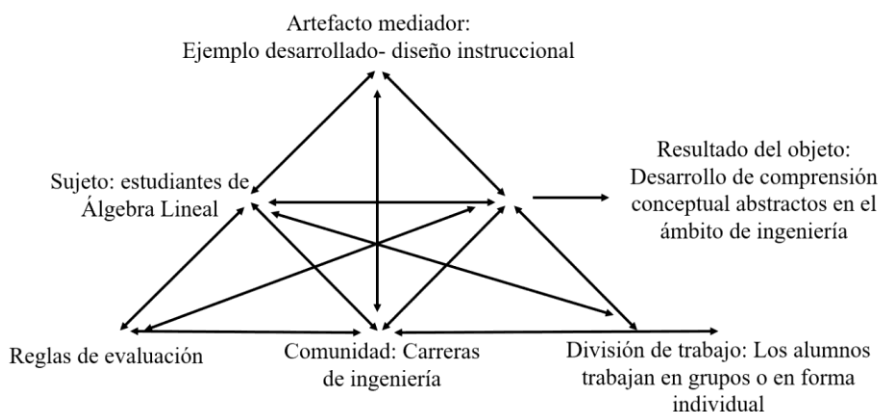 Artefacto mediador:
Ejemplo desarrollado- diseño instruccional
Sujeto: estudiantes de
Álgebra Lineal
Resultado del objeto:
Desarrollo de comprensión
conceptual abstractos en el
ámbito de ingeniería
Reglas de evaluación
Comunidad: Carreras
de ingeniería
División de trabajo: Los alumnos
trabajan en grupos o en forma
individual